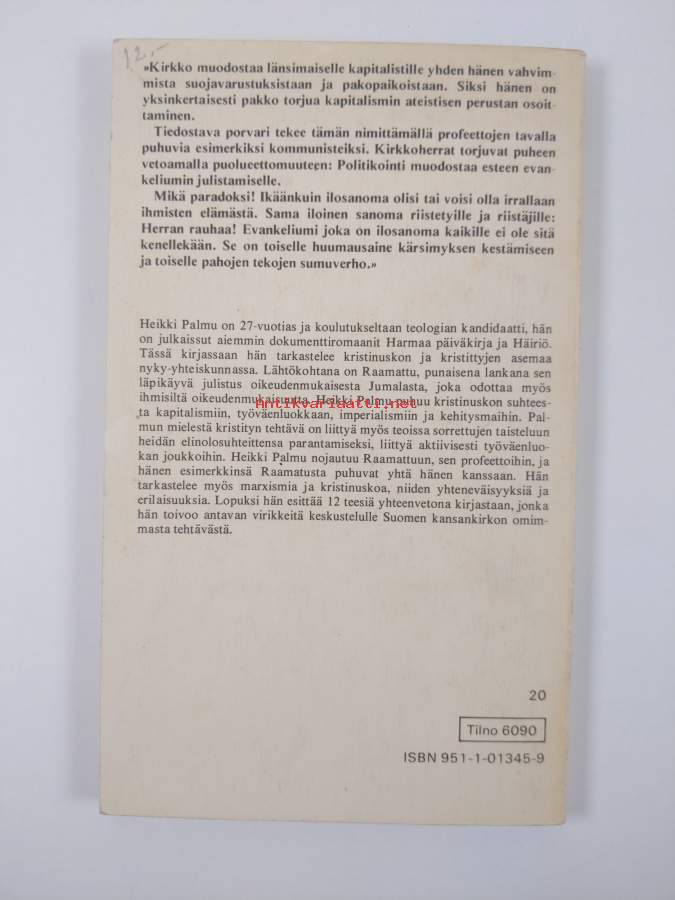 12,-
»Kirkko muodostaa länsimaiselle kapitalistille yhden hänen vahvim-
mista suojavarustuksistaan ja pakopaikoistaan. Siksi hänen on
yksinkertaisesti pakko torjua kapitalismin ateistisen perustan osoit-
taminen.
Tiedostava porvari tekee tämän nimittämällä profeettojen tavalla
puhuvia esimerkiksi kommunisteiksi. Kirkkoherrat torjuvat puheen
vetoamalla puolueettomuuteen: Politikointi muodostaa esteen evan-
keliumin julistamiselle.
Mikä paradoksi! Ikäänkuin ilosanoma olisi tai voisi olla irrallaan
ihmisten elämästä. Sama iloinen sanoma riistetyille ja riistäjille:
Herran rauhaa! Evankeliumi joka on ilosanoma kaikille ei ole sitä
kenellekään. Se on toiselle huumausaine kärsimyksen kestämiseen
ja toiselle pahojen tekojen sumuverho.»
Heikki Palmu on 27-vuotias ja koulutukseltaan teologian kandidaatti, hän
on julkaissut aiemmin dokumenttiromaanit Harmaa päiväkirja ja Häiriö.
Tässä kirjassaan hän tarkastelee kristinuskon ja kristittyjen asemaa
nyky-yhteiskunnassa. Lähtökohtana on Raamattu, punaisena lankana sen
läpikäyvä julistus oikeudenmukaisesta Jumalasta, joka odottaa myös
ihmisiltä oikeudenmukaisuutta. Heikki Palmu puhuu kristinuskon suhtees-
ta kapitalismiin, työväenluokkaan, imperialismiin ja kehitysmaihin. Pal-
mun mielestä kristityn tehtävä on liittyä myös teoissa sorrettujen taisteluun
heidän elinolosuhteittensa parantamiseksi, liittyä aktiivisesti työväenluo-
kan joukkoihin. Heikki Palmu nojautuu Raamattuun, sen profeettoihin, ja
hänen esimerkkinsä Raamatusta puhuvat yhtä hänen kanssaan. Hän
tarkastelee myös marxismia ja kristinuskoa, niiden yhteneväisyyksiä ja
erilaisuuksia. Lopuksi hän esittää 12 teesiä yhteenvetona kirjastaan, jonka
hän toivoo antavan virikkeitä keskustelulle Suomen kansankirkon omim-
masta tehtävästä.
antikvariaatti.net
20
Tilno 6090
ISBN 951-1-01345-9